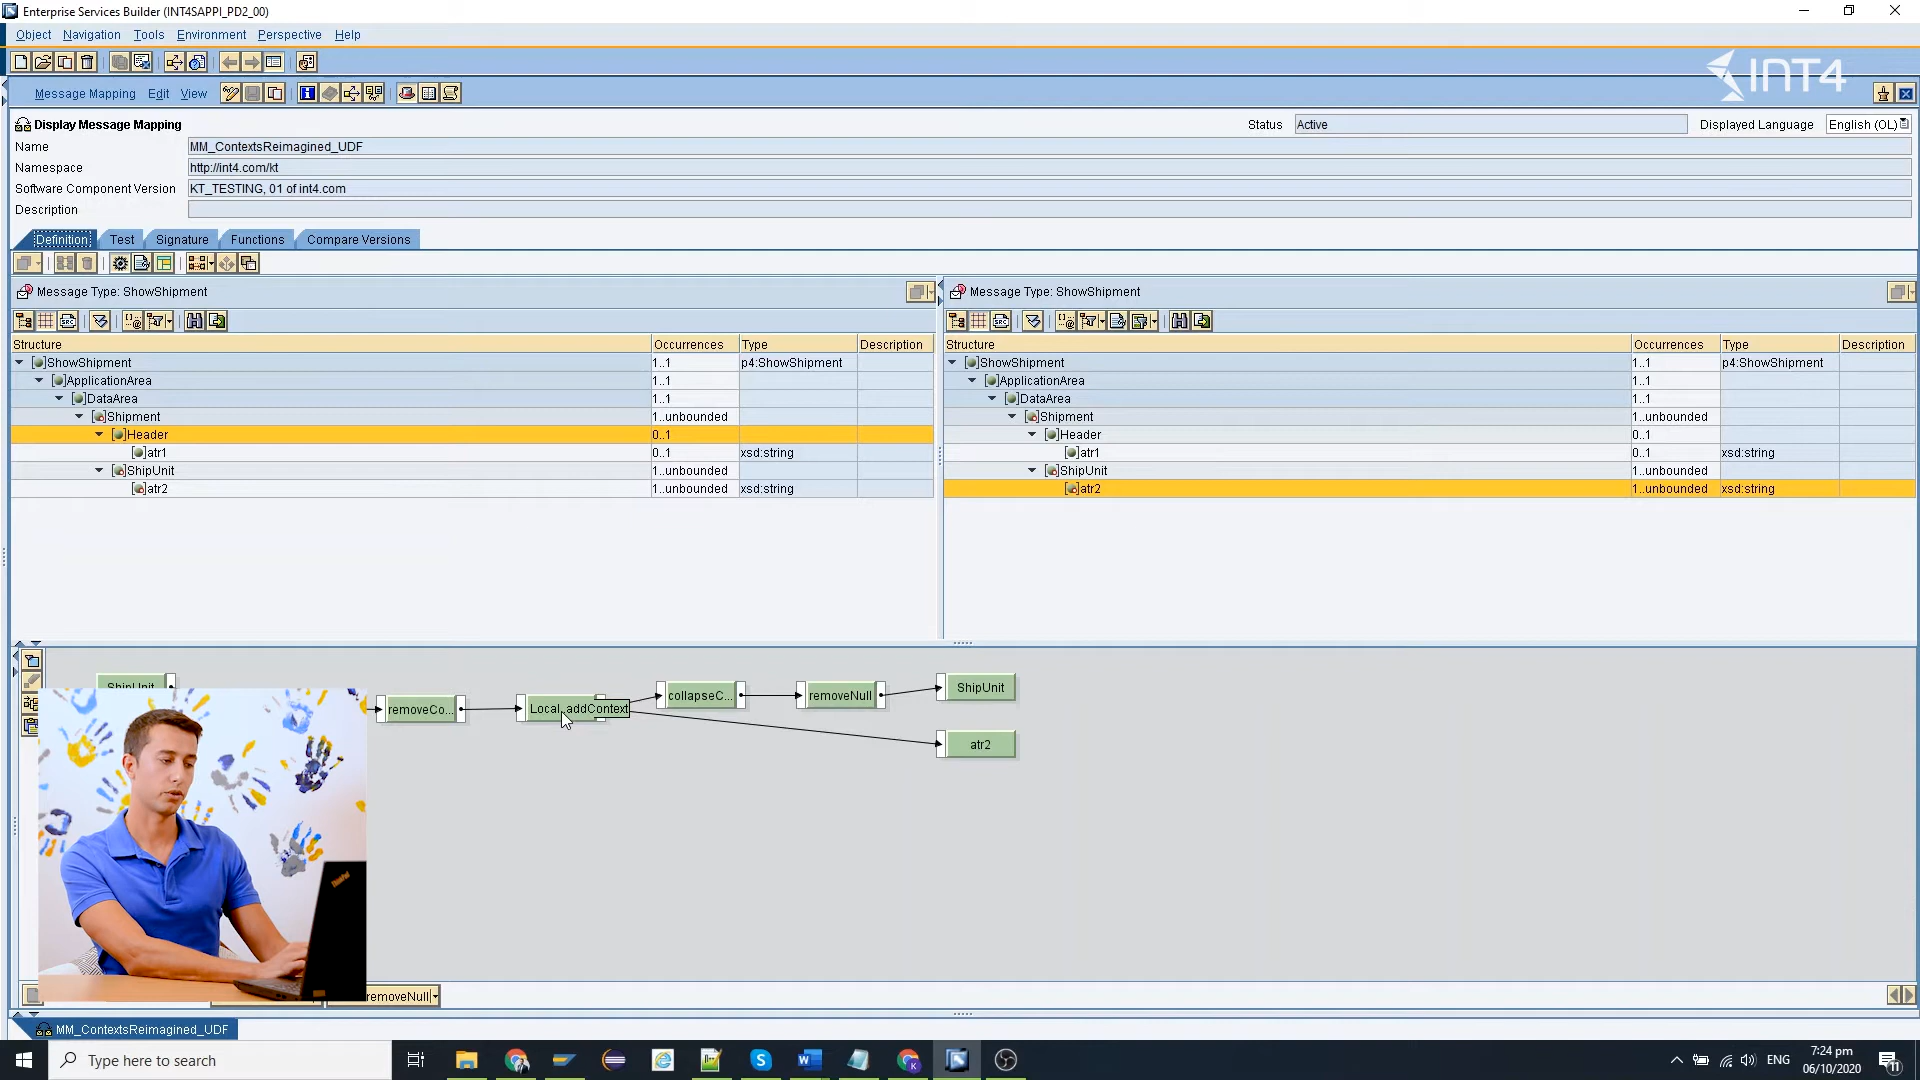 Enterprise Services Builder (INT4SAPPI_PD2_00)
Object Navigation Tools Environment Perspective Help
INT4
Message Mapping Edit View
Display Message Mapping
Status Active Displayed Language English (OL)
Name MM_ContextsReimagined_UDF
Namespace http://int4.com/kt
Software Component Version KT_TESTING, 01 of int4.com
Description
Definition Test Signature Functions Compare Versions
Message Type: ShowShipment
Structure Occurrences Type Description
ShowShipment 1..1 p4:ShowShipment
ApplicationArea 1..1
DataArea 1..1
Shipment 1..unbounded
Header 0..1
atr1 0..1 xsd:string
ShipUnit 1..unbounded
atr2 1..unbounded xsd:string
Message Type: ShowShipment
Structure Occurrences Type Description
ShowShipment 1..1 p4:ShowShipment
ApplicationArea 1..1
DataArea 1..1
Shipment 1..unbounded
Header 0..1
atr1 0..1 xsd:string
ShipUnit 1..unbounded
atr2 1..unbounded xsd:string
ShipUnit
removeCo...
Local_addContext
collapseC...
removeNull
ShipUnit
atr2
ThinkPad
removeNull
MM_ContextsReimagined_UDF
Type here to search
ENG
7:24 pm
06/10/2020
11